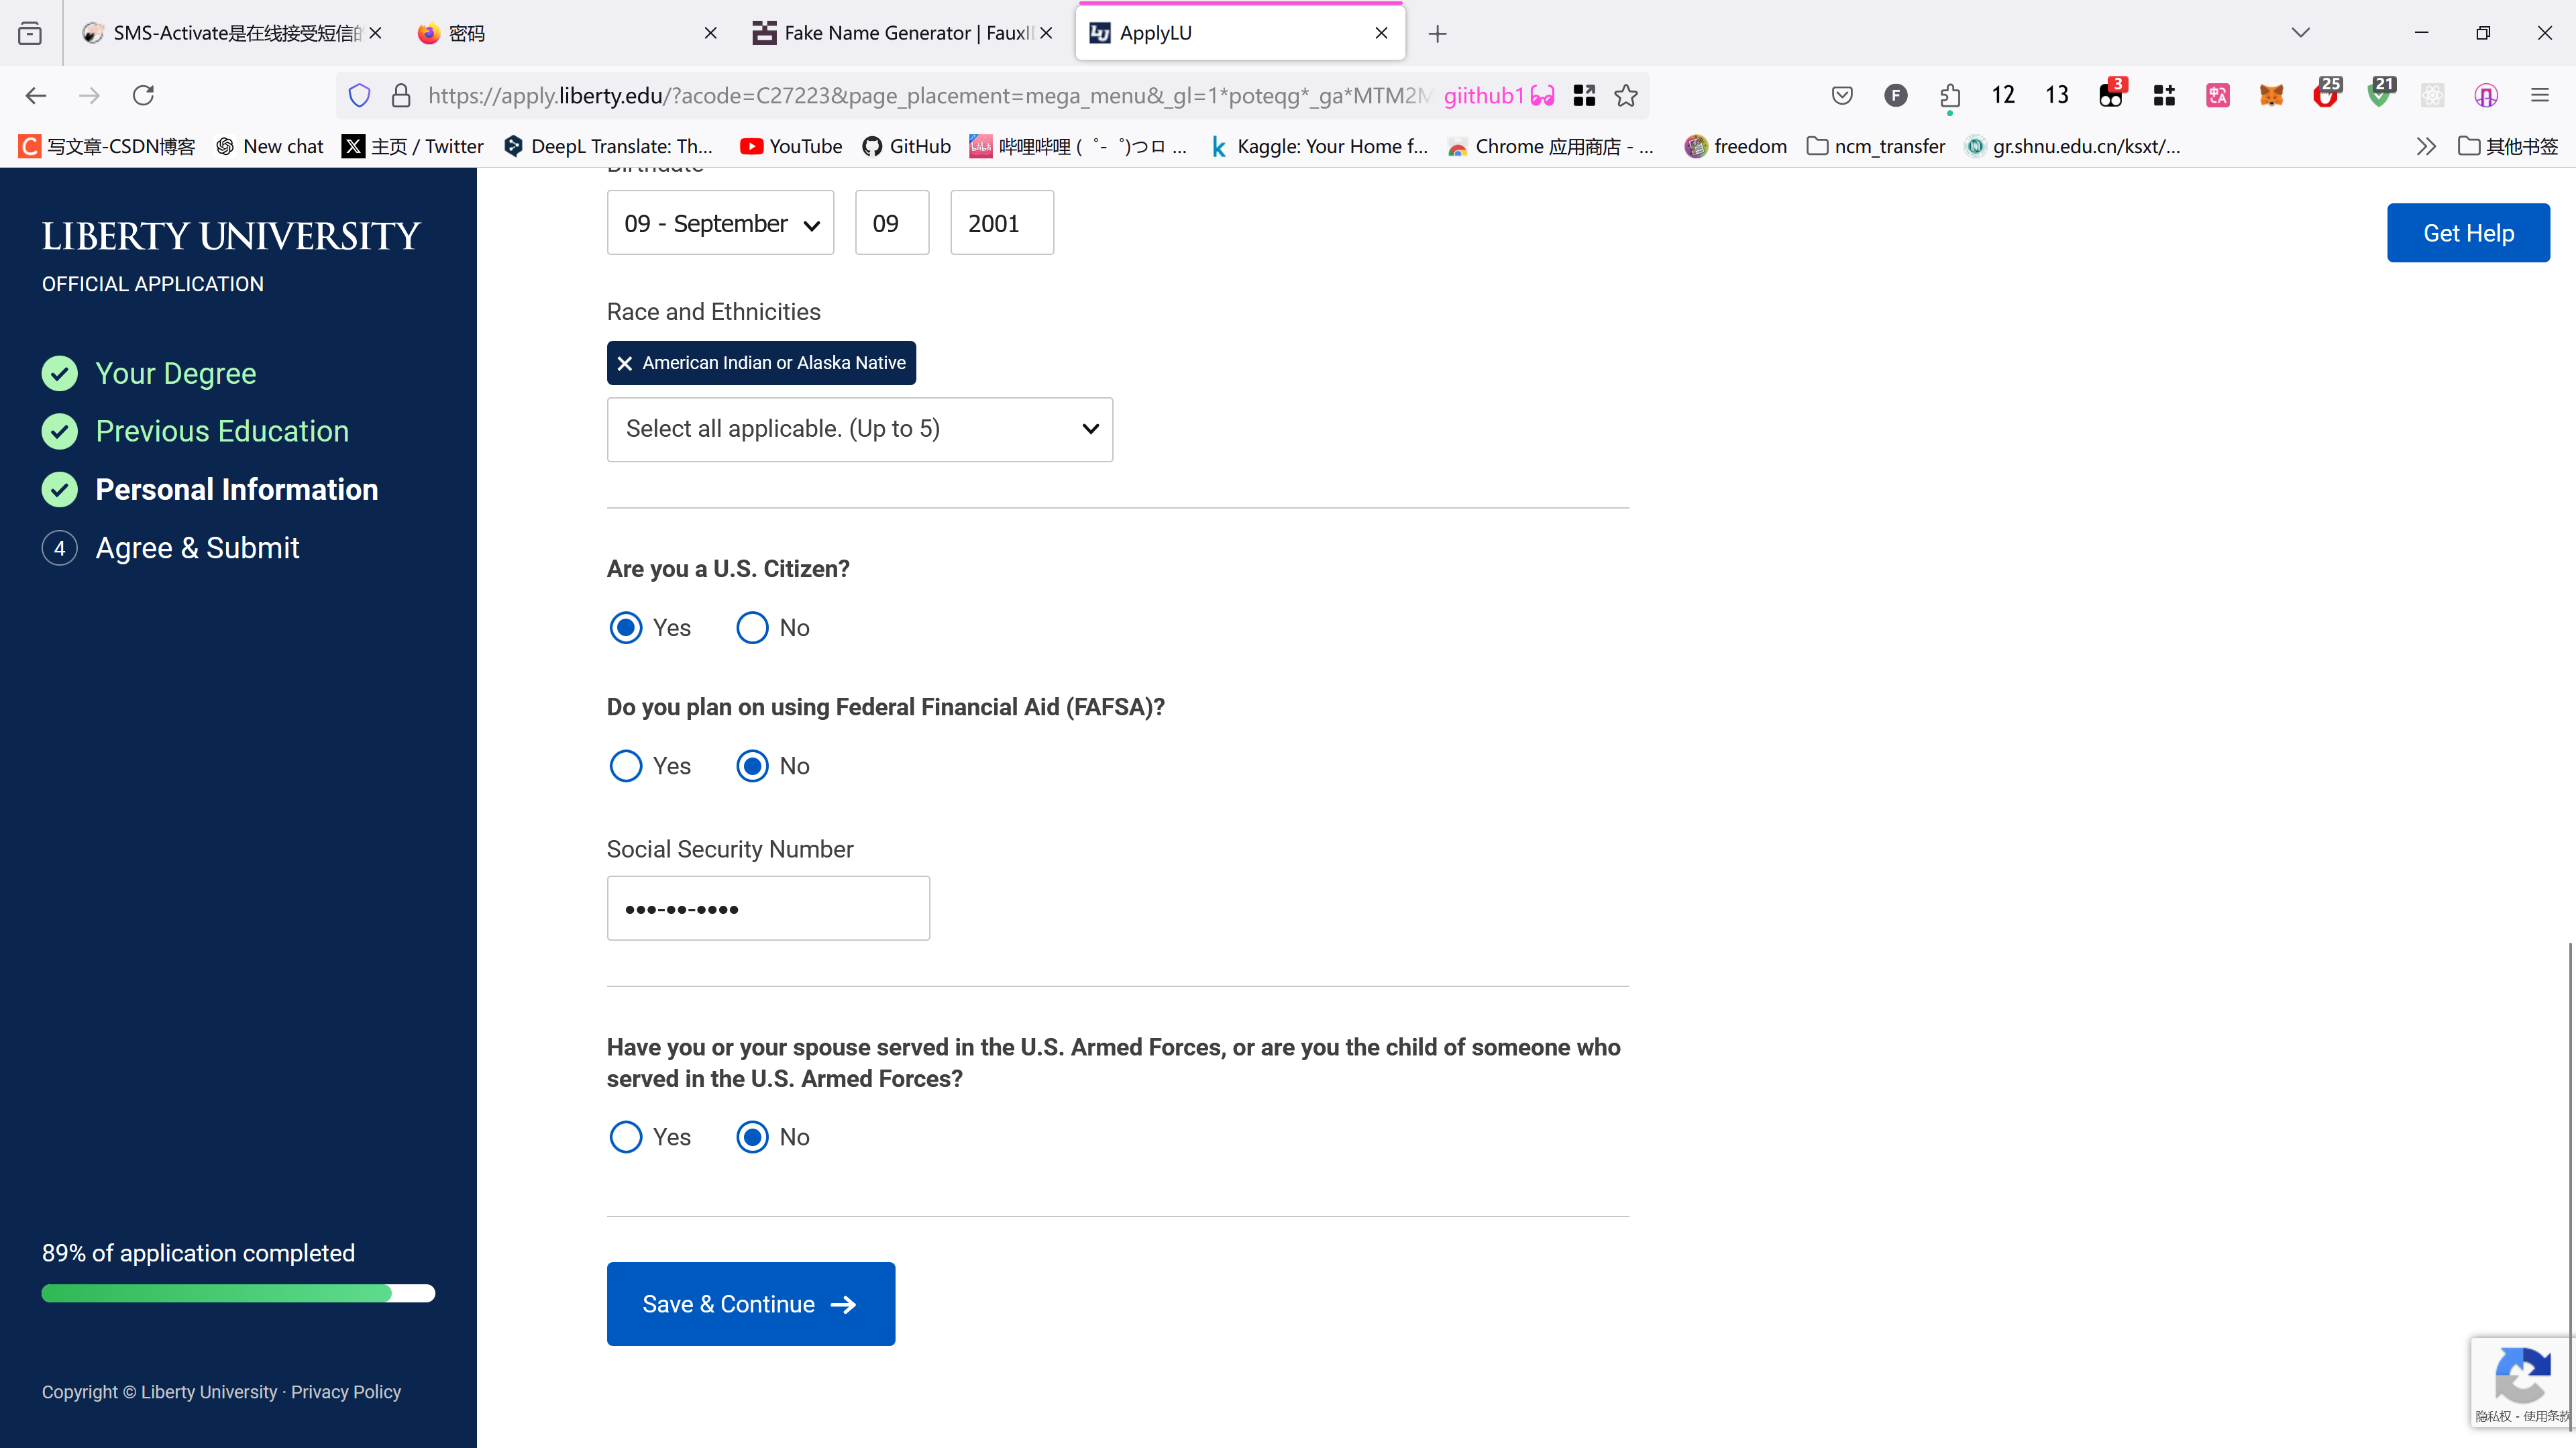 SMS-Activate是在线接受短信的
密码
Fake Name Generator | FauxI
ApplyLU
https://apply.liberty.edu/?acode=C27223&page_placement=mega_menu&_gl=1*poteqg*_ga*MTM2M
giithub1
F
12
13
3
25
21
写文章-CSDN博客
New chat
主页 / Twitter
DeepL Translate: Th...
YouTube
GitHub
哔哩哔哩 (゜-゜)つロ ...
Kaggle: Your Home f...
Chrome 应用商店 - ...
freedom
ncm_transfer
gr.shnu.edu.cn/ksxt/...
其他书签
LIBERTY UNIVERSITY
OFFICIAL APPLICATION
Your Degree
Previous Education
Personal Information
4 Agree & Submit
89% of application completed
Copyright © Liberty University · Privacy Policy
Birthdate
09 - September
09
2001
Get Help
Race and Ethnicities
American Indian or Alaska Native
Select all applicable. (Up to 5)
Are you a U.S. Citizen?
Yes No
Do you plan on using Federal Financial Aid (FAFSA)?
Yes No
Social Security Number
•••-••-••••
Have you or your spouse served in the U.S. Armed Forces, or are you the child of someone who
served in the U.S. Armed Forces?
Yes No
Save & Continue
隐私权 - 使用条款